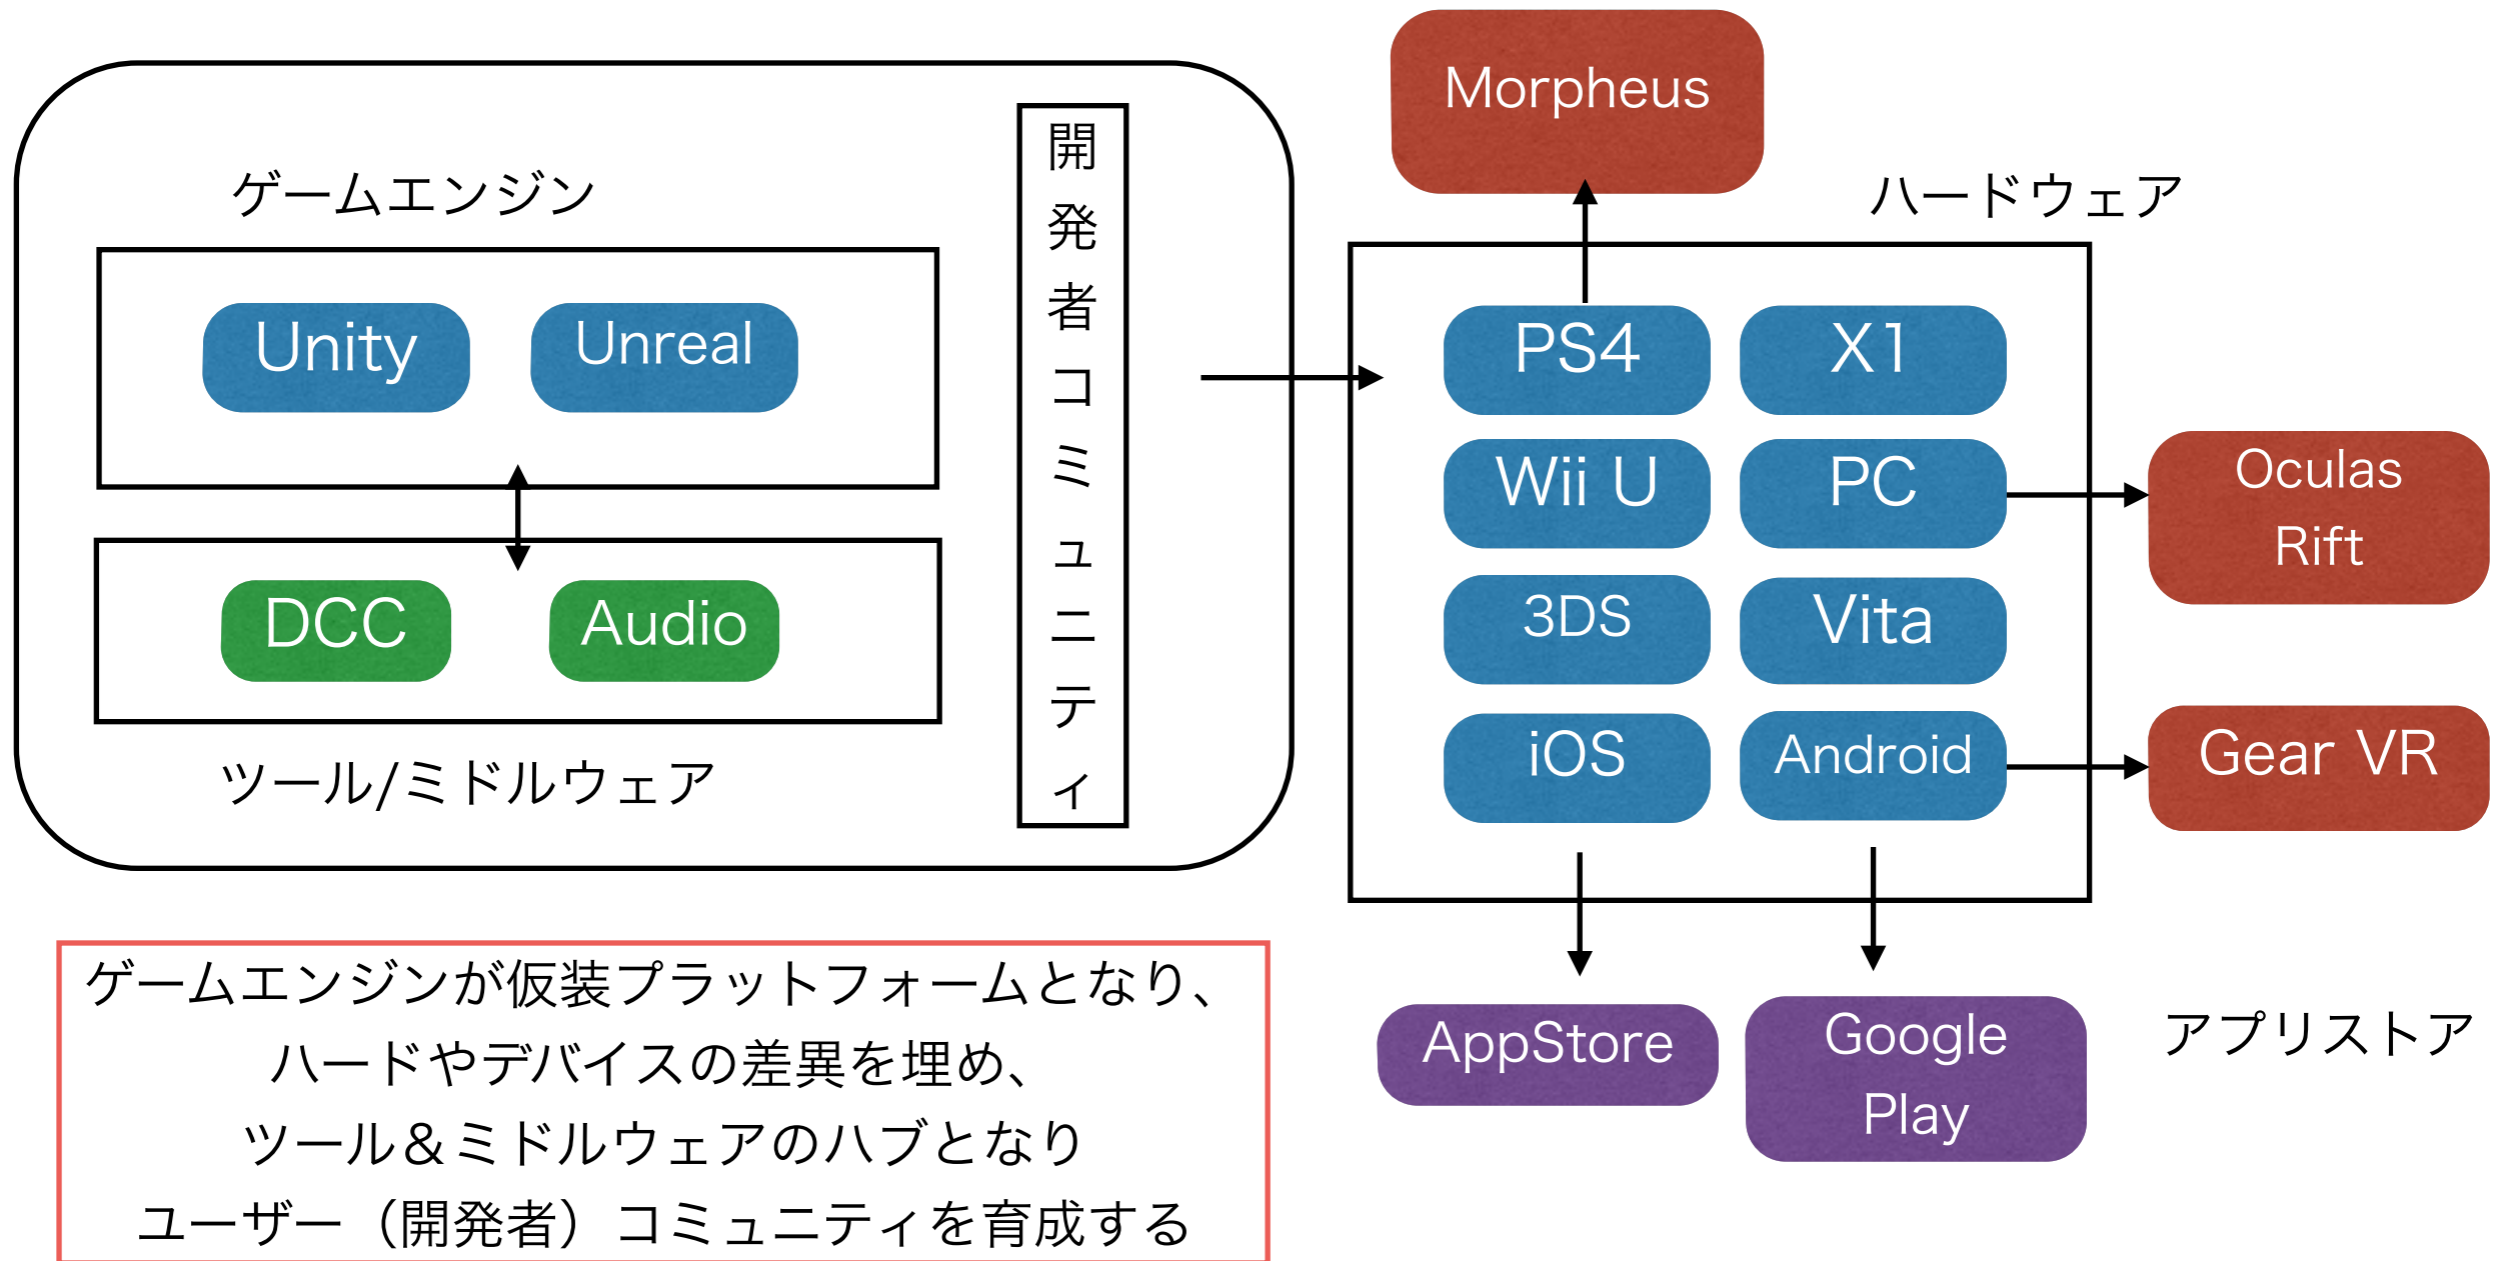 ゲームエンジン
Unity
Unreal
DCC
Audio
ツール/ミドルウェア
開発者コミュニティ
Morpheus
ハードウェア
PS4
X1
Wii U
PC
3DS
Vita
iOS
Android
Oculas
Rift
Gear VR
AppStore
Google
Play
アプリストア
ゲームエンジンが仮装プラットフォームとなり、
ハードやデバイスの差異を埋め、
ツール＆ミドルウェアのハブとなり
ユーザー（開発者）コミュニティを育成する